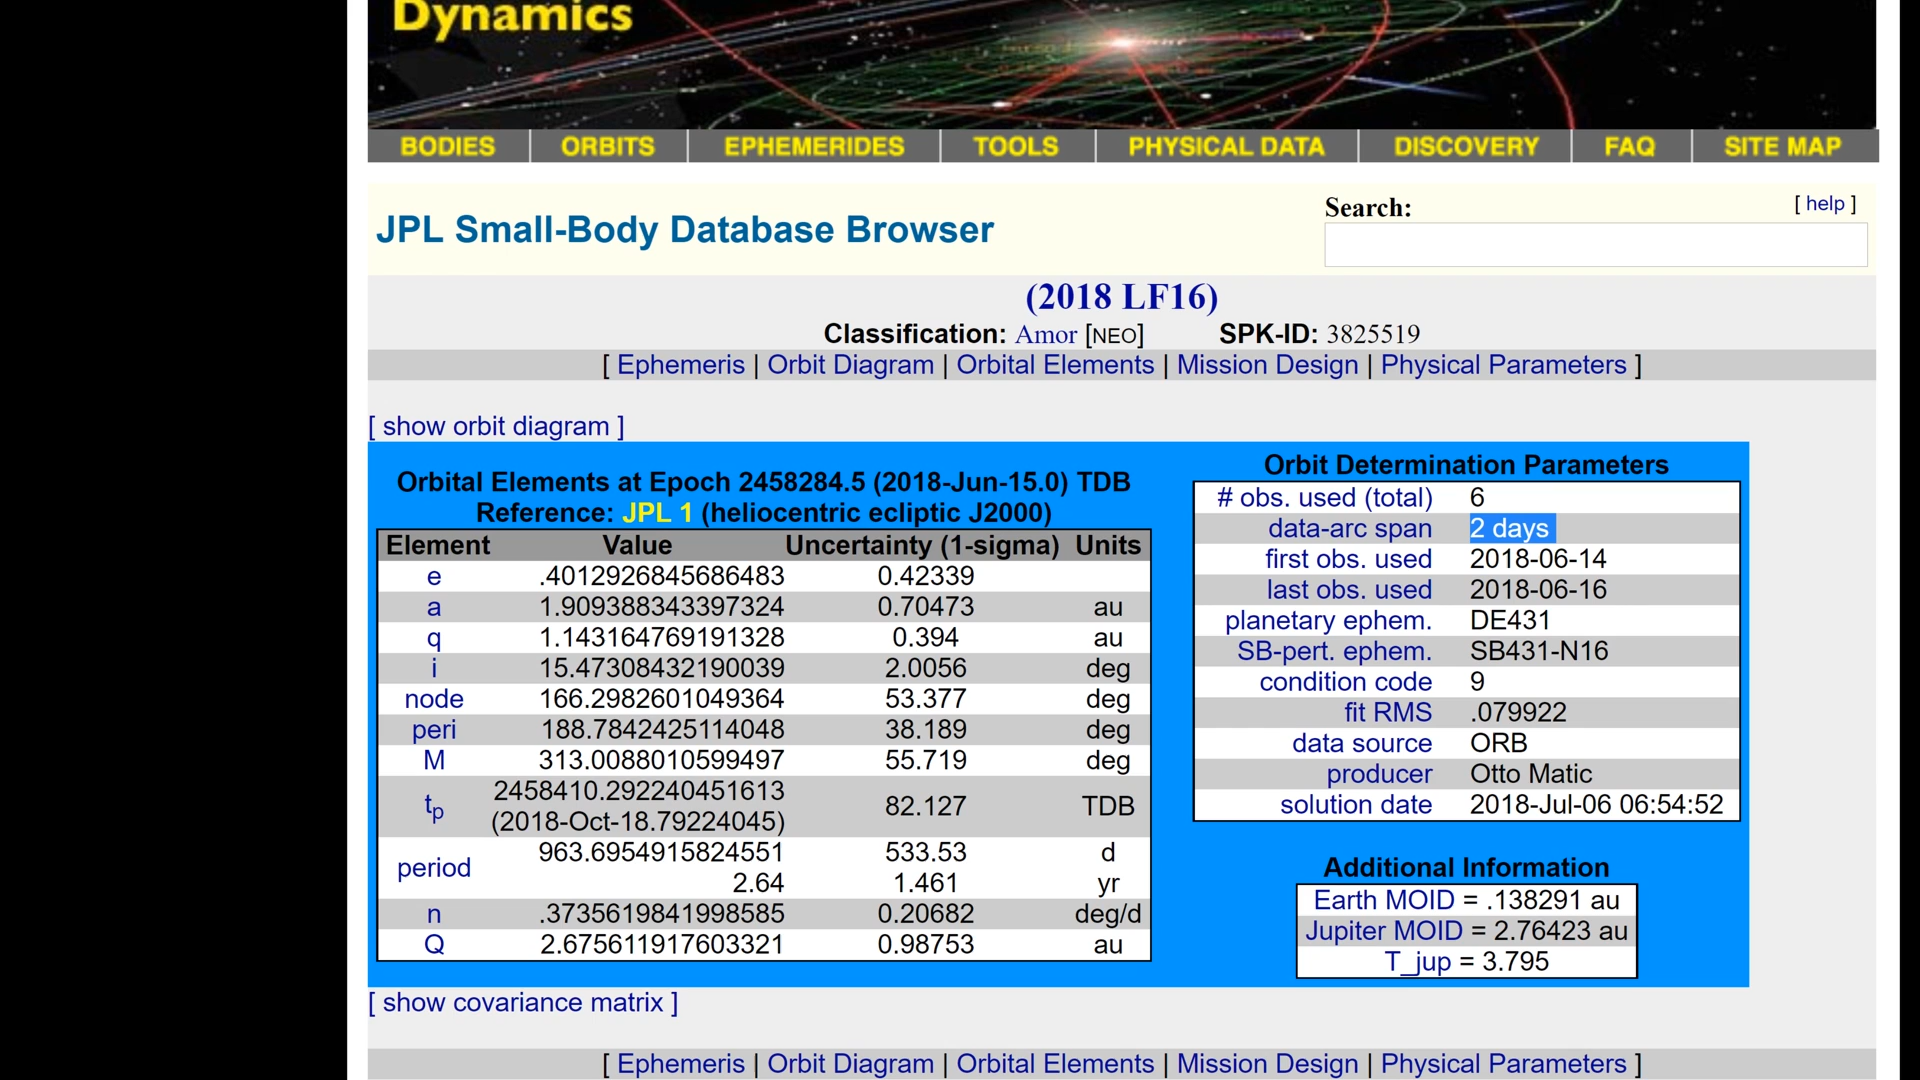 Dynamics
BODIES ORBITS EPHEMERIDES TOOLS PHYSICAL DATA DISCOVERY FAQ SITE MAP
JPL Small-Body Database Browser
Search: [ help ]
(2018 LF16)
Classification: Amor [NEO] SPK-ID: 3825519
[ Ephemeris | Orbit Diagram | Orbital Elements | Mission Design | Physical Parameters ]
[ show orbit diagram ]
Orbital Elements at Epoch 2458284.5 (2018-Jun-15.0) TDB
Reference: JPL 1 (heliocentric ecliptic J2000)
Element Value Uncertainty (1-sigma) Units
e .4012926845686483 0.42339
a 1.909388343397324 0.70473 au
q 1.143164769191328 0.394 au
i 15.47308432190039 2.0056 deg
node 166.2982601049364 53.377 deg
peri 188.7842425114048 38.189 deg
M 313.0088010599497 55.719 deg
tp 2458410.292240451613 82.127 TDB
(2018-Oct-18.79224045)
period 963.6954915824551 533.53 d
2.64 1.461 yr
n .3735619841998585 0.20682 deg/d
Q 2.675611917603321 0.98753 au
Orbit Determination Parameters
# obs. used (total) 6
data-arc span 2 days
first obs. used 2018-06-14
last obs. used 2018-06-16
planetary ephem. DE431
SB-pert. ephem. SB431-N16
condition code 9
fit RMS .079922
data source ORB
producer Otto Matic
solution date 2018-Jul-06 06:54:52
Additional Information
Earth MOID = .138291 au
Jupiter MOID = 2.76423 au
T_jup = 3.795
[ show covariance matrix ]
[ Ephemeris | Orbit Diagram | Orbital Elements | Mission Design | Physical Parameters ]